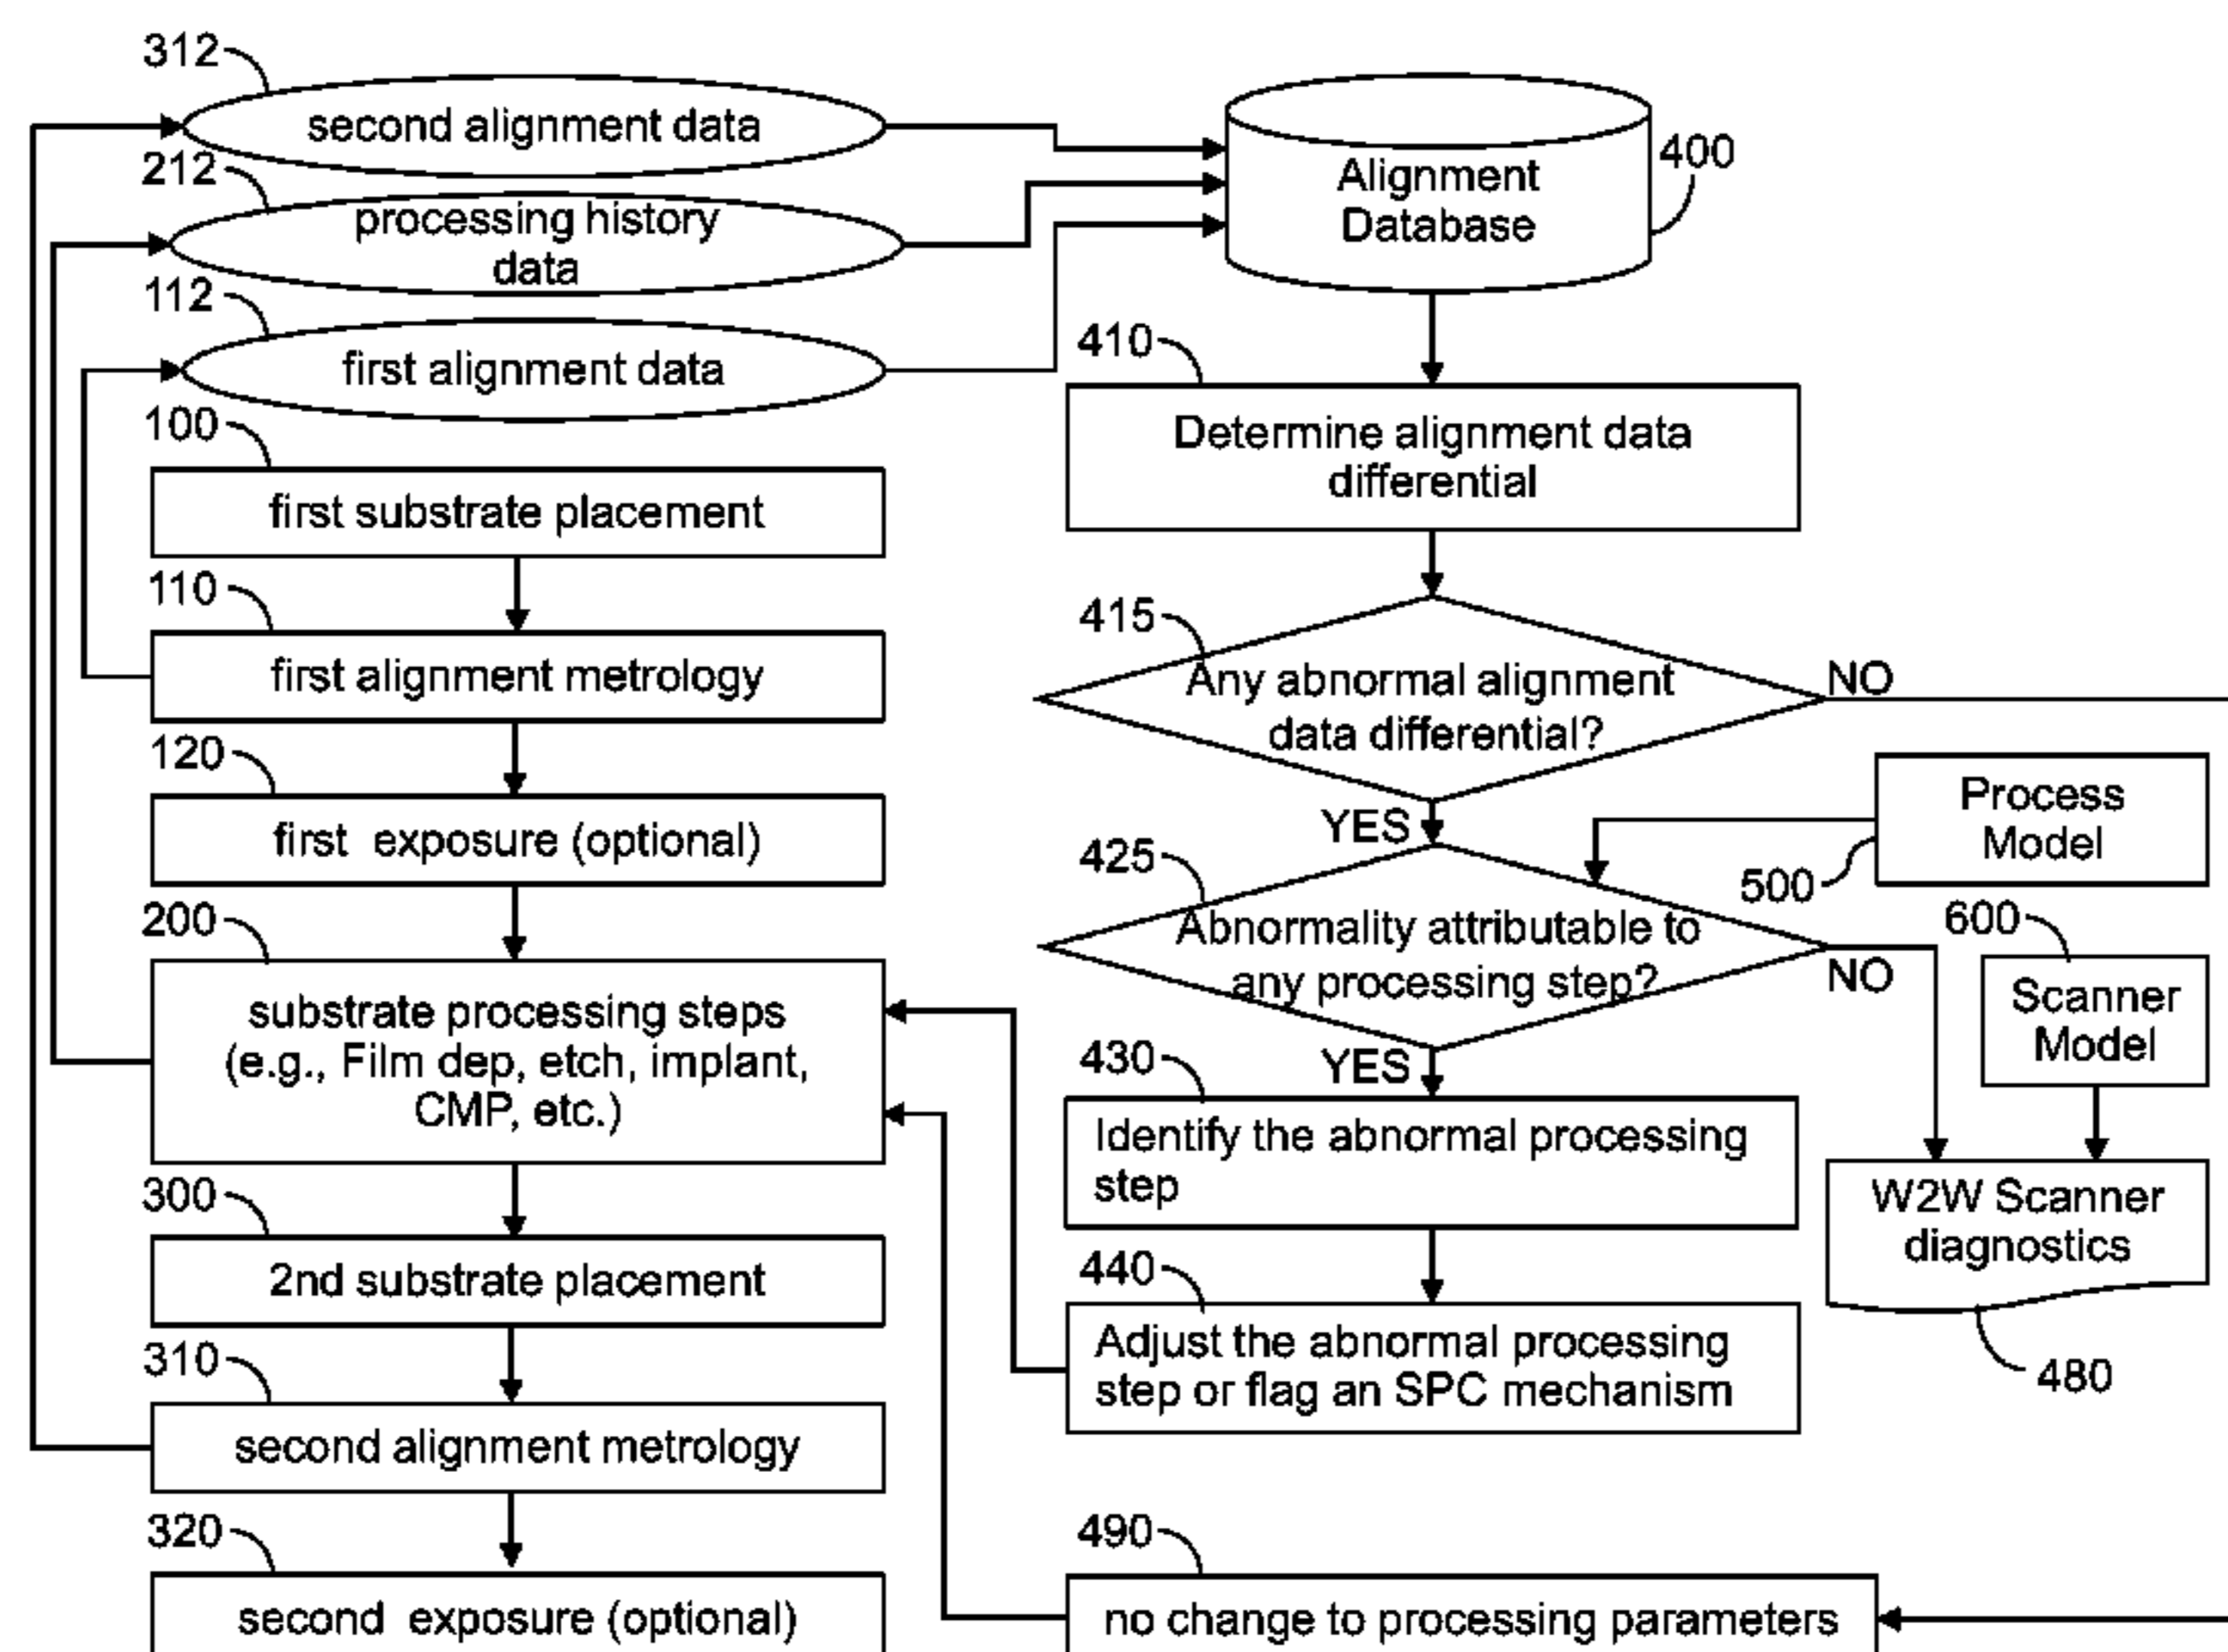 312
second alignment data
212
processing history
data
112
first alignment data
100
first substrate placement
110
first alignment metrology
120
first exposure (optional)
200
substrate processing steps
(e.g., Film dep, etch, implant,
CMP, etc.)
300
2nd substrate placement
310
second alignment metrology
320
second exposure (optional)
Alignment
Database
400
410
Determine alignment data
differential
415
Any abnormal alignment
data differential?
NO
YES
Process
Model
500
425
Abnormality attributable to
any processing step?
NO
YES
600
Scanner
Model
430
Identify the abnormal processing
step
W2W Scanner
diagnostics
480
440
Adjust the abnormal processing
step or flag an SPC mechanism
490
no change to processing parameters